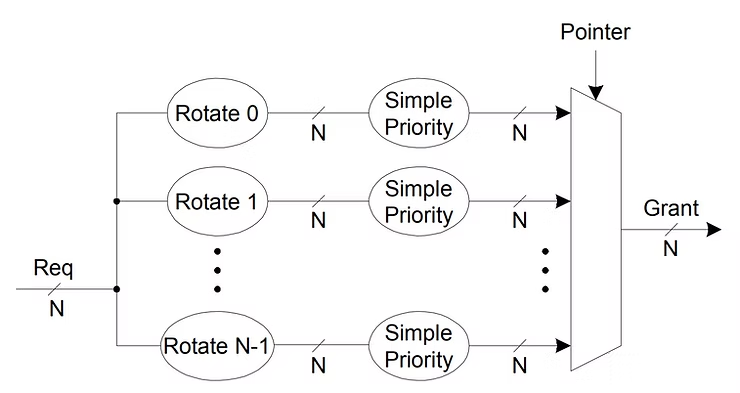 Pointer
Rotate 0
N
Simple
Priority
N
Rotate 1
N
Simple
Priority
N
Grant
N
Req
N
Rotate N-1
N
Simple
Priority
N